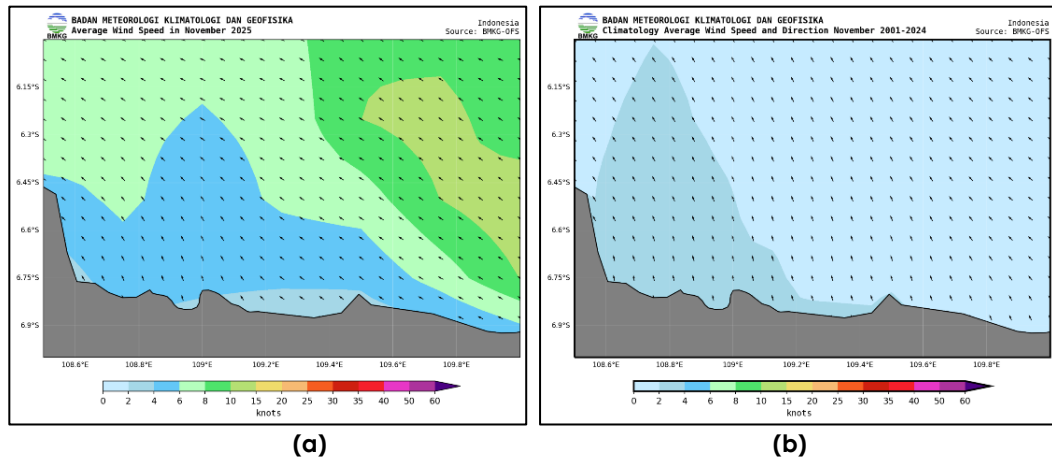 BADAN METEOROLOGI KLIMATOLOGI DAN GEOFISIKA
Average Wind Speed in November 2025
Indonesia
Source: BMKG-OFS
BMKG
6.15°S
6.3°S
6.45°S
6.6°S
6.75°S
6.9°S
108.6°E 108.8°E 109°E 109.2°E 109.4°E 109.6°E 109.8°E
0 2 4 6 8 10 15 20 25 30 35 40 50 60
knots
(a)
BADAN METEOROLOGI KLIMATOLOGI DAN GEOFISIKA
Climatology Average Wind Speed and Direction November 2001-2024
Indonesia
Source: BMKG-OFS
BMKG
6.15°S
6.3°S
6.45°S
6.6°S
6.75°S
6.9°S
108.6°E 108.8°E 109°E 109.2°E 109.4°E 109.6°E 109.8°E
0 2 4 6 8 10 15 20 25 30 35 40 50 60
knots
(b)